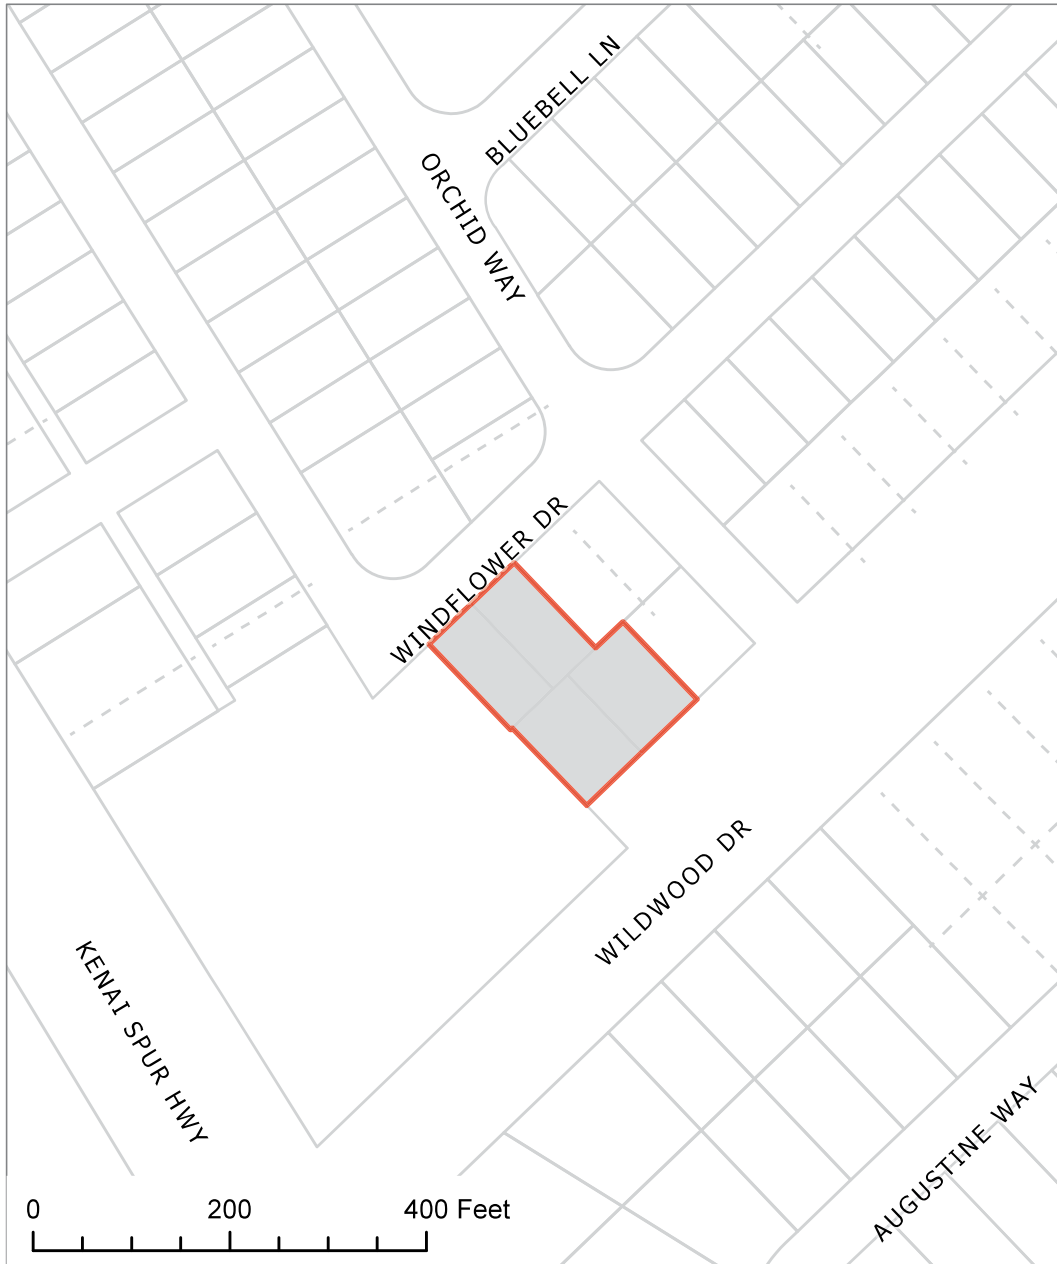 BLUEBELL LN
ORCHID WAY
WINDFLOWER DR
WILDWOOD DR
KENAI SPUR HWY
AUGUSTINE WAY
0 200 400 Feet